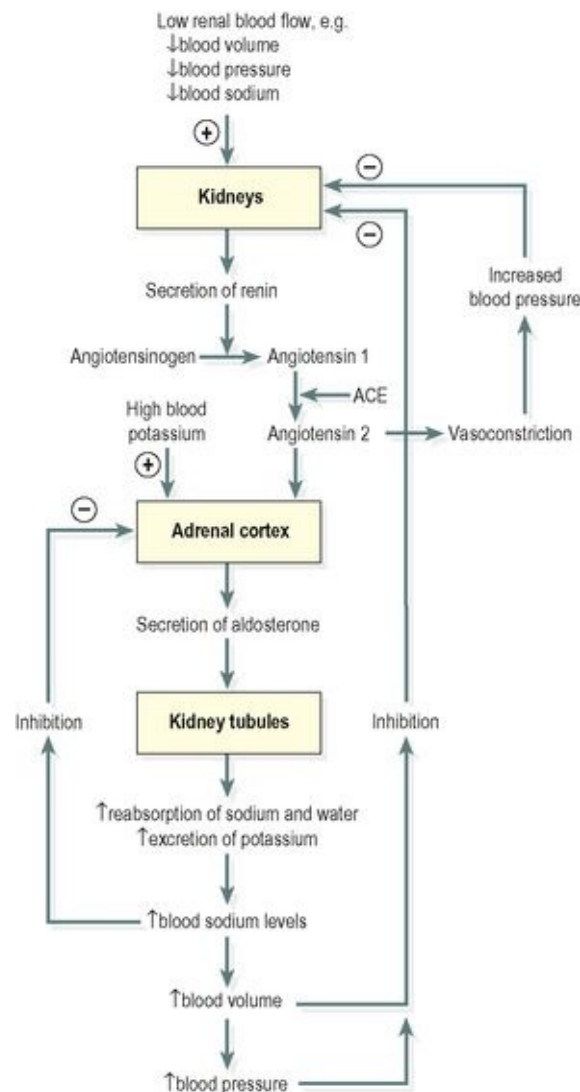 Low renal blood flow, e.g.
↓blood volume
↓blood pressure
↓blood sodium
+
−
Kidneys
−
Increased
blood pressure
Secretion of renin
Angiotensinogen
Angiotensin 1
ACE
High blood
potassium
Angiotensin 2
Vasoconstriction
+
−
Adrenal cortex
Secretion of aldosterone
Kidney tubules
Inhibition
Inhibition
↑reabsorption of sodium and water
↑excretion of potassium
↑blood sodium levels
↑blood volume
↑blood pressure